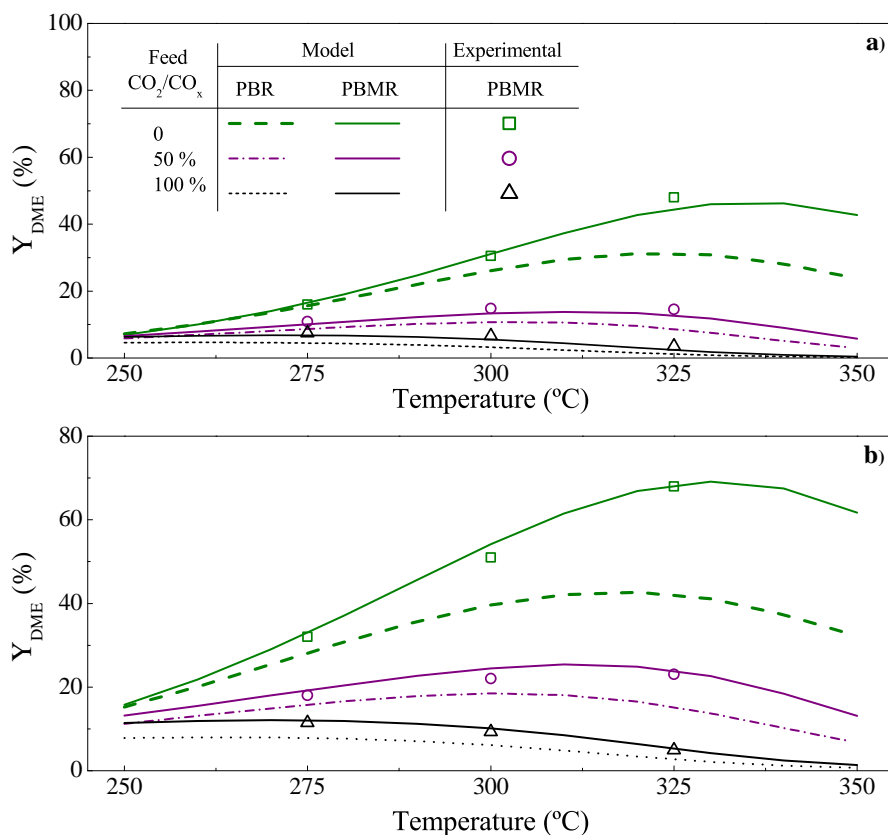 100
a)
Feed
CO2/COx
Model
Experimental
PBR
PBMR
PBMR
0
50 %
100 %
80
60
40
20
0
YDME (%)
250
275
300
325
350
Temperature (ºC)
80
b)
60
40
20
0
YDME (%)
250
275
300
325
350
Temperature (ºC)